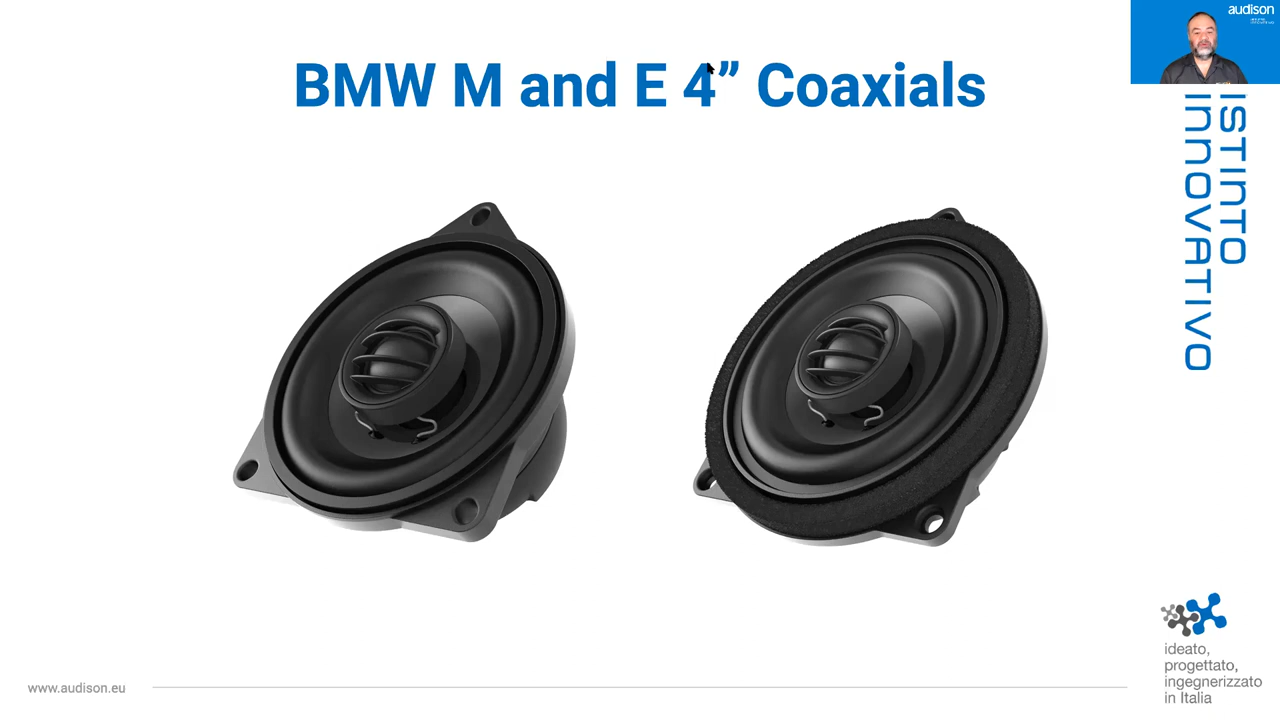 BMW M and E 4” Coaxials
audison
ISTINTO
INNOVATIVO
ideato,
progettato,
ingegnerizzato
in Italia
www.audison.eu